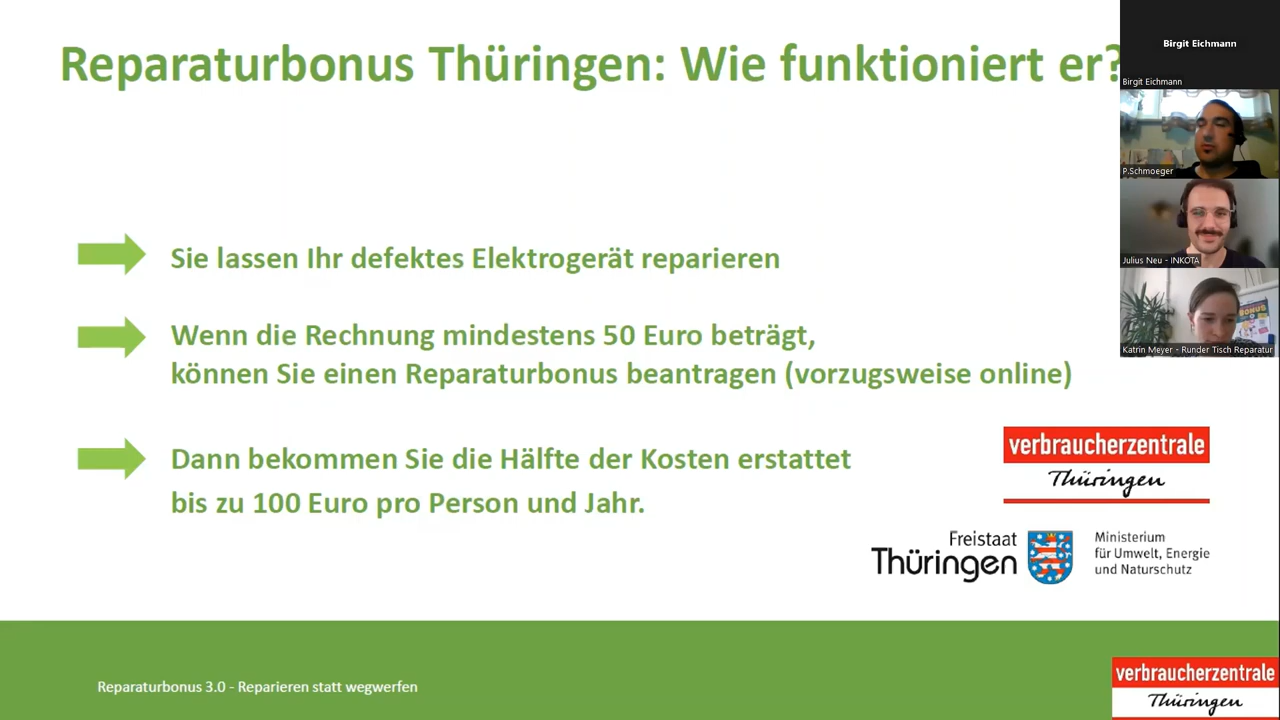 Reparaturbonus Thüringen: Wie funktioniert er?
Birgit Eichmann
Birgit Eichmann
P.Schmoeger
Julius Neu - INKOTA
Katrin Meyer - Runder Tisch Reparatur
BONUS
Sie lassen Ihr defektes Elektrogerät reparieren
Wenn die Rechnung mindestens 50 Euro beträgt,
können Sie einen Reparaturbonus beantragen (vorzugsweise online)
Dann bekommen Sie die Hälfte der Kosten erstattet
bis zu 100 Euro pro Person und Jahr.
verbraucherzentrale
Thüringen
Freistaat
Thüringen
Ministerium
für Umwelt, Energie
und Naturschutz
Reparaturbonus 3.0 - Reparieren statt wegwerfen
verbraucherzentrale
Thüringen